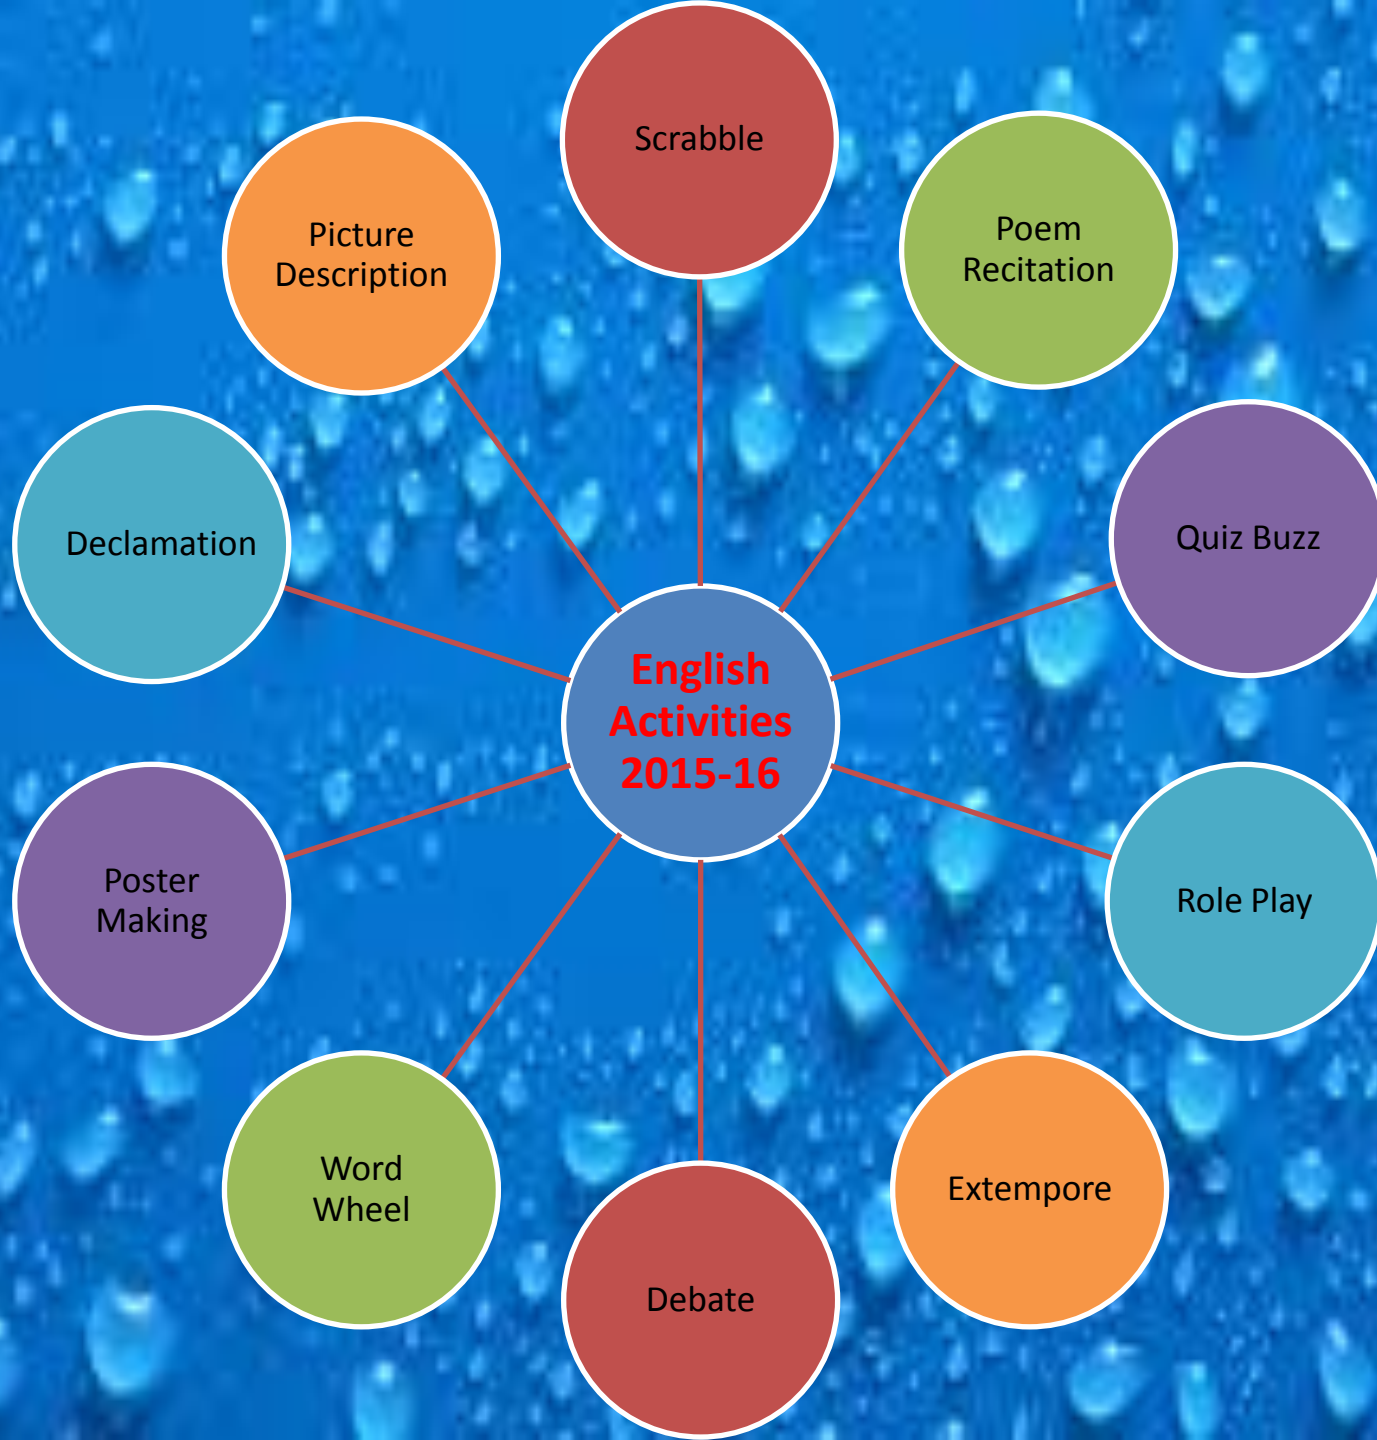 Scrabble
Poem
Recitation
Quiz Buzz
Role Play
Extempore
Debate
Word
Wheel
Poster
Making
Declamation
Picture
Description
English
Activities
2015-16